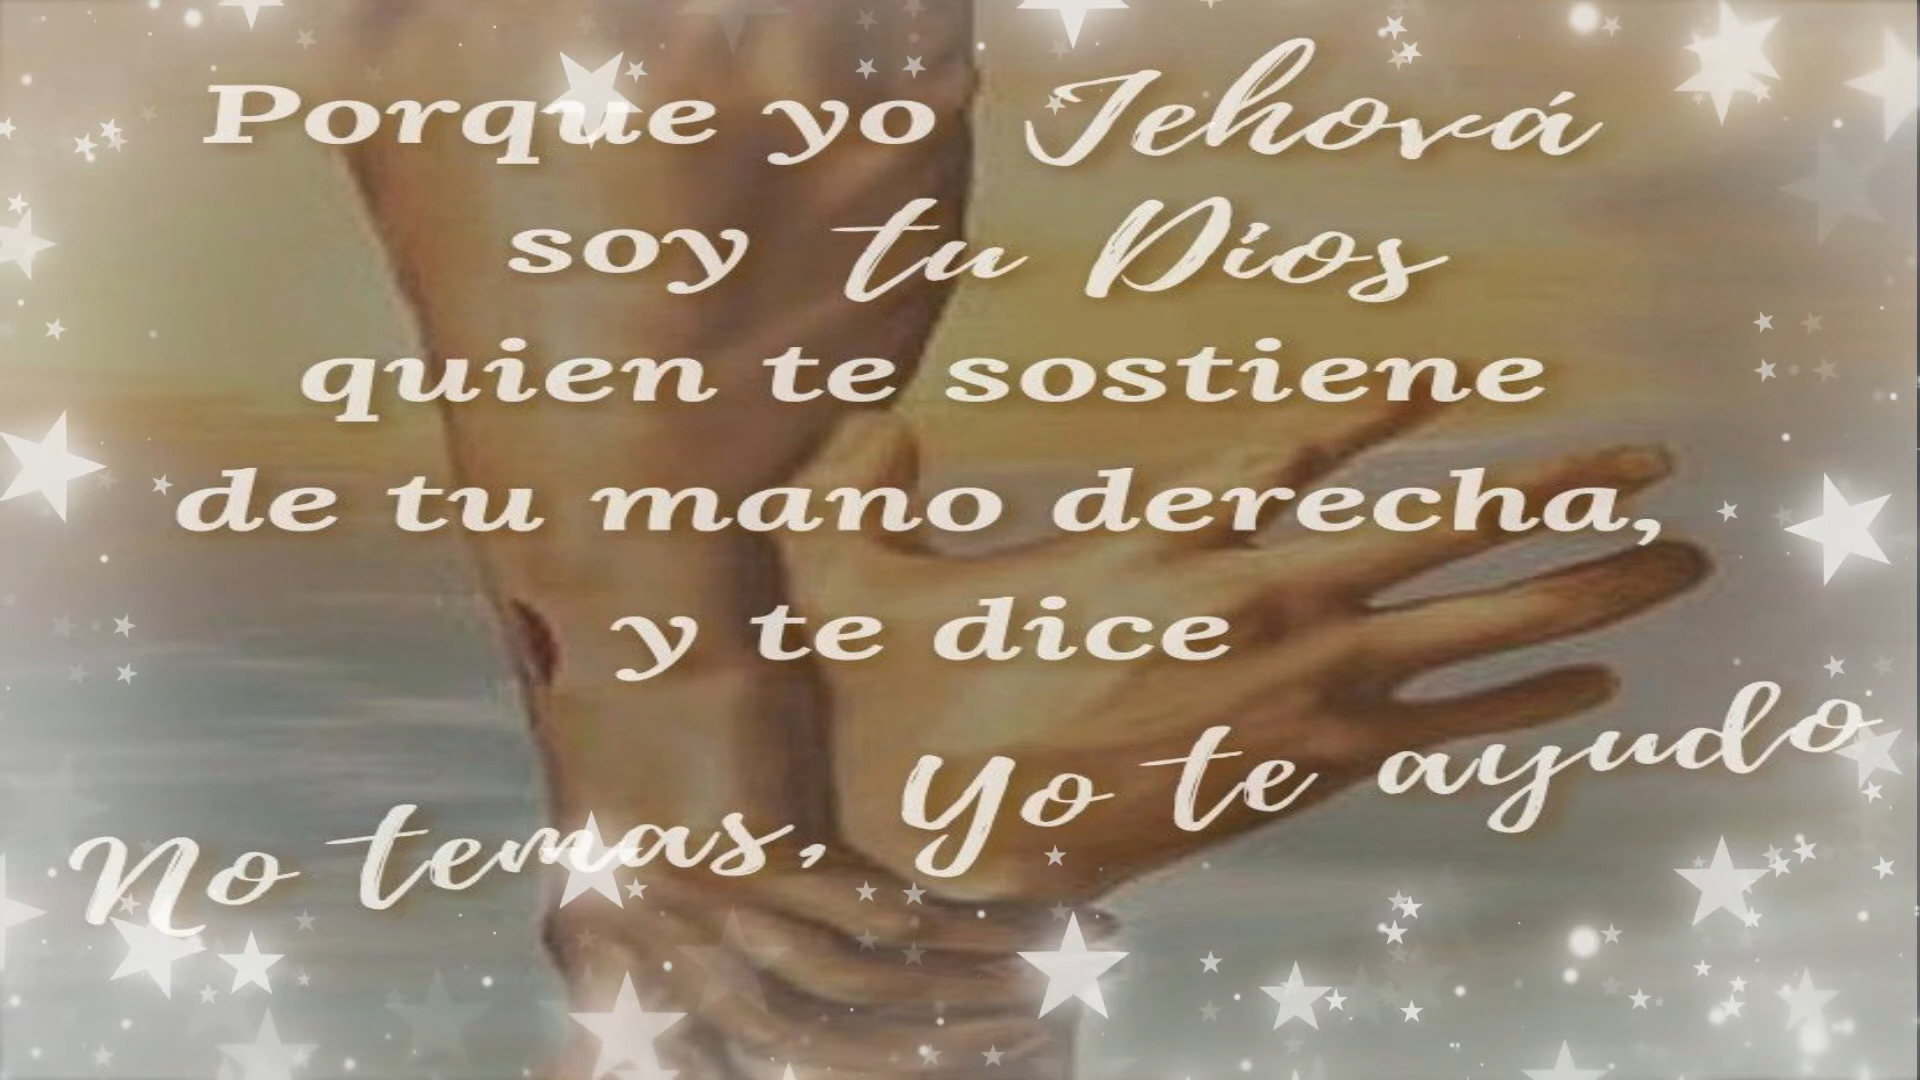 Porque yo Jehová
soy tu Dios
quien te sostiene
de tu mano derecha,
y te dice
No temas, Yo te ayudo